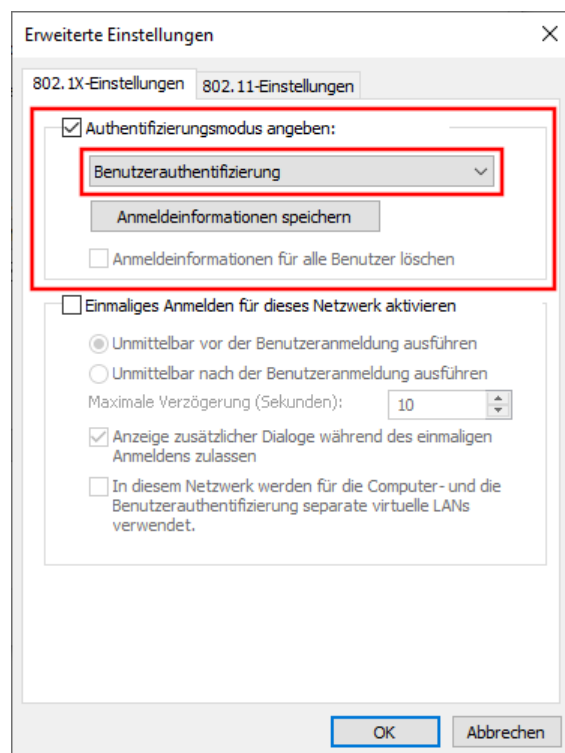 Erweiterte Einstellungen
802.1X-Einstellungen 802.11-Einstellungen
Authentifizierungsmodus angeben:
Benutzerauthentifizierung
Anmeldeinformationen speichern
Anmeldeinformationen für alle Benutzer löschen
Einmaliges Anmelden für dieses Netzwerk aktivieren
Unmittelbar vor der Benutzeranmeldung ausführen
Unmittelbar nach der Benutzeranmeldung ausführen
Maximale Verzögerung (Sekunden): 10
Anzeige zusätzlicher Dialoge während des einmaligen
Anmeldens zulassen
In diesem Netzwerk werden für die Computer- und die
Benutzerauthentifizierung separate virtuelle LANs
verwendet.
OK Abbrechen